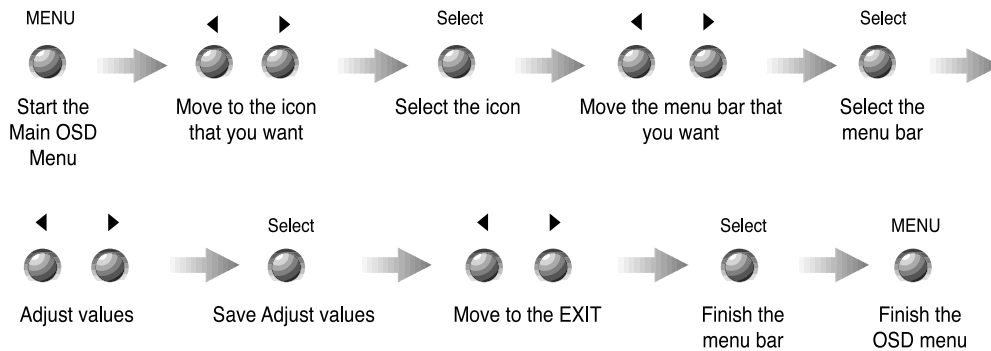 MENU
◀ ▶
Select
◀ ▶
Select
Start the
Main OSD
Menu
Move to the icon
that you want
Select the icon
Move the menu bar that
you want
Select the
menu bar
◀ ▶
Select
◀ ▶
Select
MENU
Adjust values
Save Adjust values
Move to the EXIT
Finish the
menu bar
Finish the
OSD menu